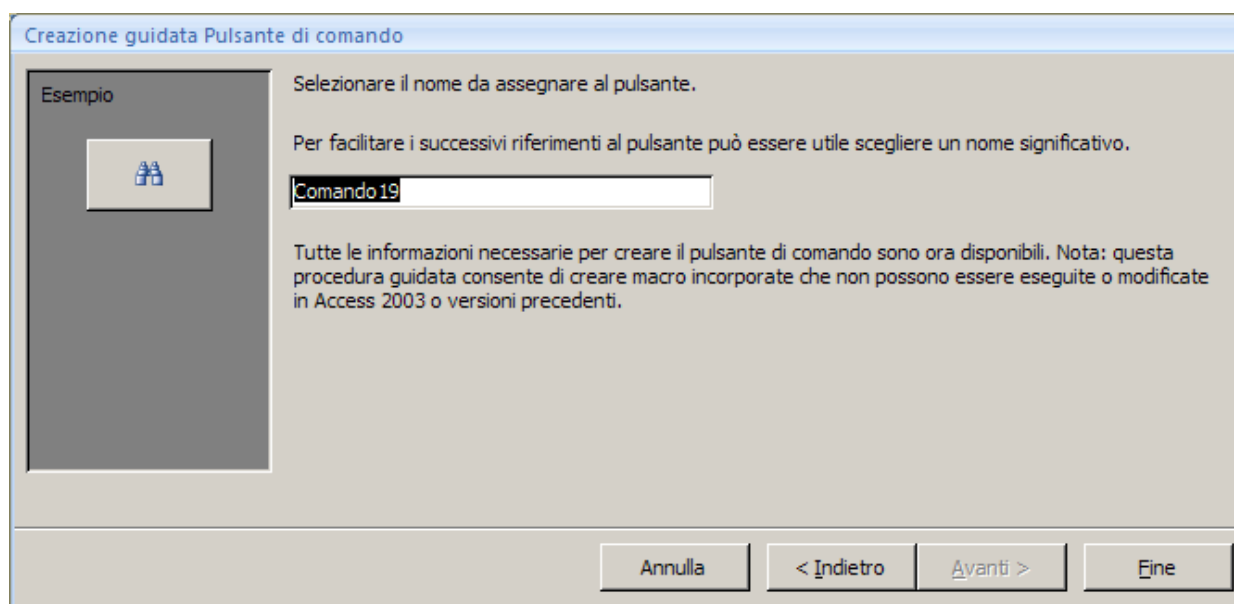 Creazione guidata Pulsante di comando
Esempio
Selezionare il nome da assegnare al pulsante.
Per facilitare i successivi riferimenti al pulsante può essere utile scegliere un nome significativo.
Comando19
Tutte le informazioni necessarie per creare il pulsante di comando sono ora disponibili. Nota: questa
procedura guidata consente di creare macro incorporate che non possono essere eseguite o modificate
in Access 2003 o versioni precedenti.
Annulla
< Indietro
Avanti >
Fine